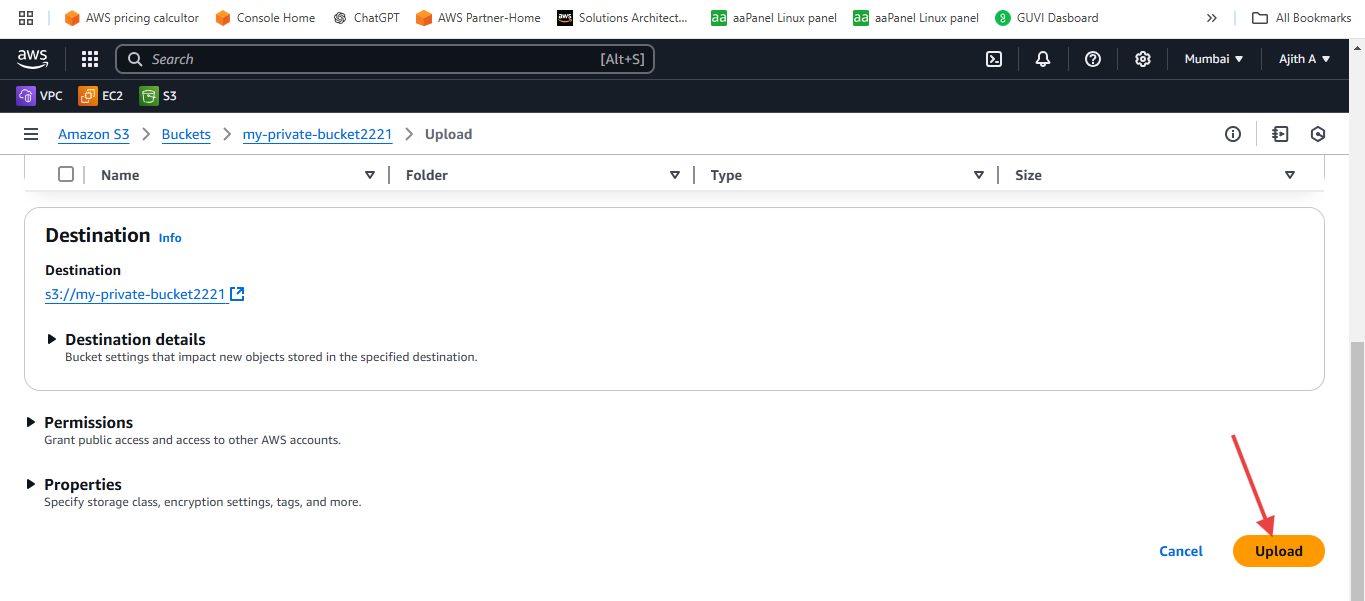 AWS pricing calcultor Console Home ChatGPT AWS Partner-Home aws Solutions Architect... aa aaPanel Linux panel aa aaPanel Linux panel GUVI Dasboard » All Bookmarks
aws Search [Alt+S] Mumbai Ajith A
VPC EC2 S3
Amazon S3 > Buckets > my-private-bucket2221 > Upload
Name Folder Type Size
Destination Info
Destination
s3://my-private-bucket2221
Destination details
Bucket settings that impact new objects stored in the specified destination.
Permissions
Grant public access and access to other AWS accounts.
Properties
Specify storage class, encryption settings, tags, and more.
Cancel Upload